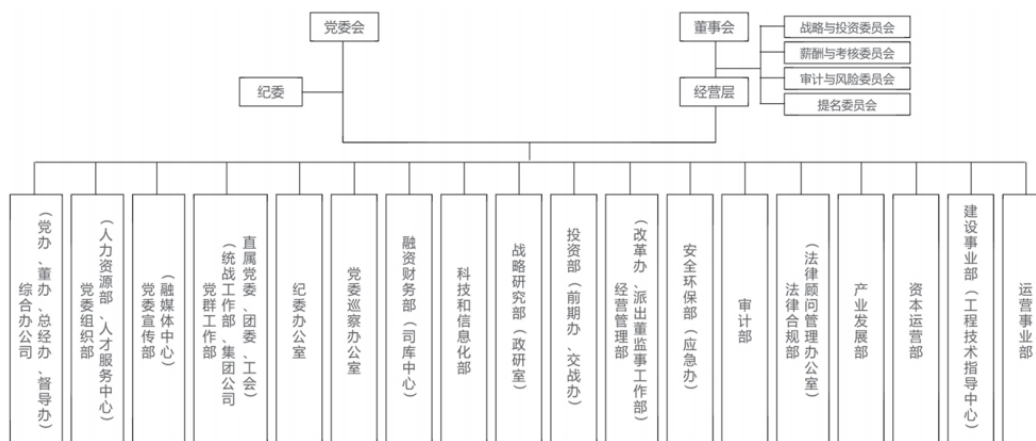 党委会
董事会
战略与投资委员会
薪酬与考核委员会
审计与风险委员会
提名委员会
纪委
经营层
综合办公司
（党办、董办、总经办、督导办）
党委组织部
（人力资源部、人才服务中心）
党委宣传部
（融媒体中心）
党群工作部
（统战工作部、集团公司
直属党委、团委、工会）
纪委办公室
党委巡察办公室
融资财务部（司库中心）
科技和信息化部
战略研究部（政研室）
投资部（前期办、交战办）
经营管理部
（改革办、派出董监事工作部）
安全环保部（应急办）
审计部
法律合规部
（法律顾问管理办公室）
产业发展部
资本运营部
建设事业部（工程技术指导中心）
运营事业部